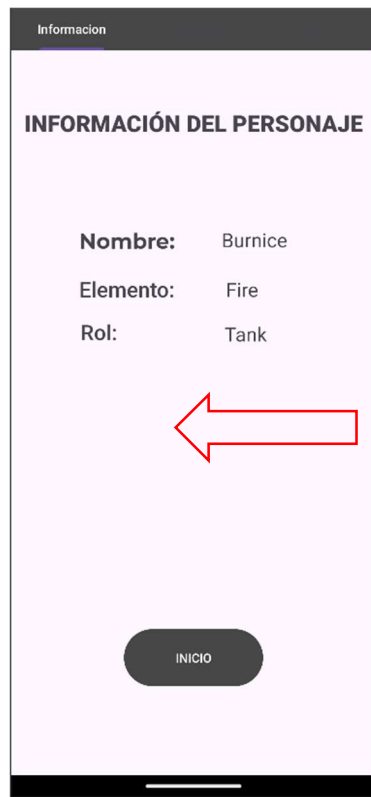 Informacion
INFORMACIÓN DEL PERSONAJE
Nombre: Burnice
Elemento: Fire
Rol: Tank
INICIO